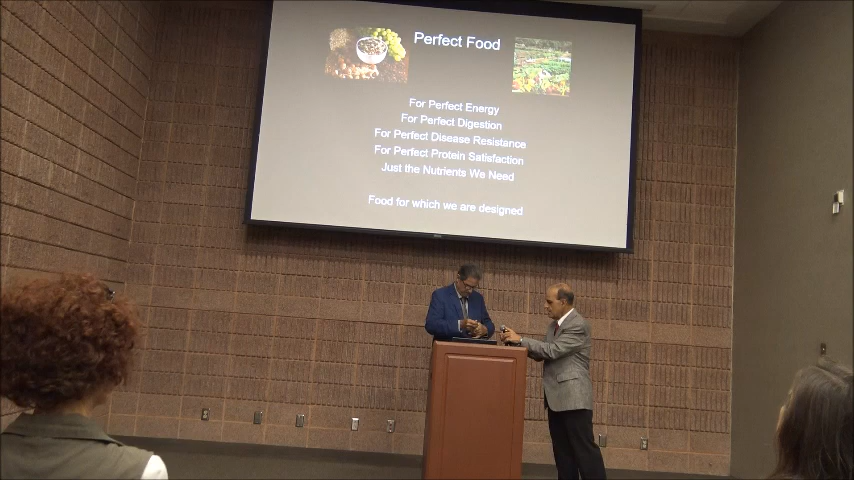 Perfect Food
For Perfect Energy
For Perfect Digestion
For Perfect Disease Resistance
For Perfect Protein Satisfaction
Just the Nutrients We Need
Food for which we are designed